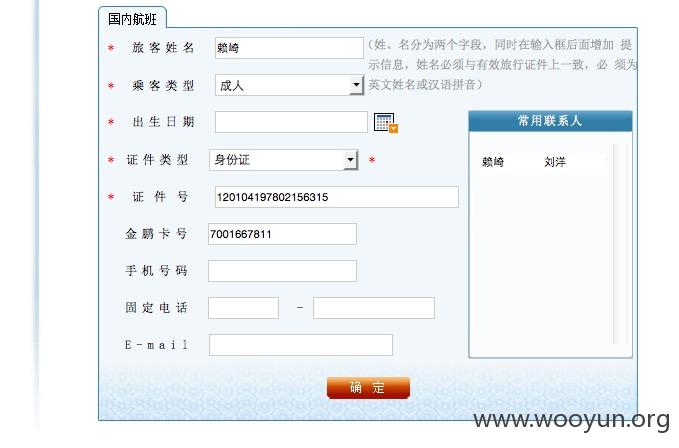 国内航班
* 旅客姓名 赖崎 (姓、名分为两个字段，同时在输入框后面增加 提
示信息，姓名必须与有效旅行证件上一致，必 须为
* 乘客类型 成人 英文姓名或汉语拼音)
* 出生日期
常用联系人
* 证件类型 身份证 *
赖崎 刘洋
* 证件号 120104197802156315
金鹏卡号 7001667811
手机号码
固定电话 -
E-mail
确定
www.wooyun.org